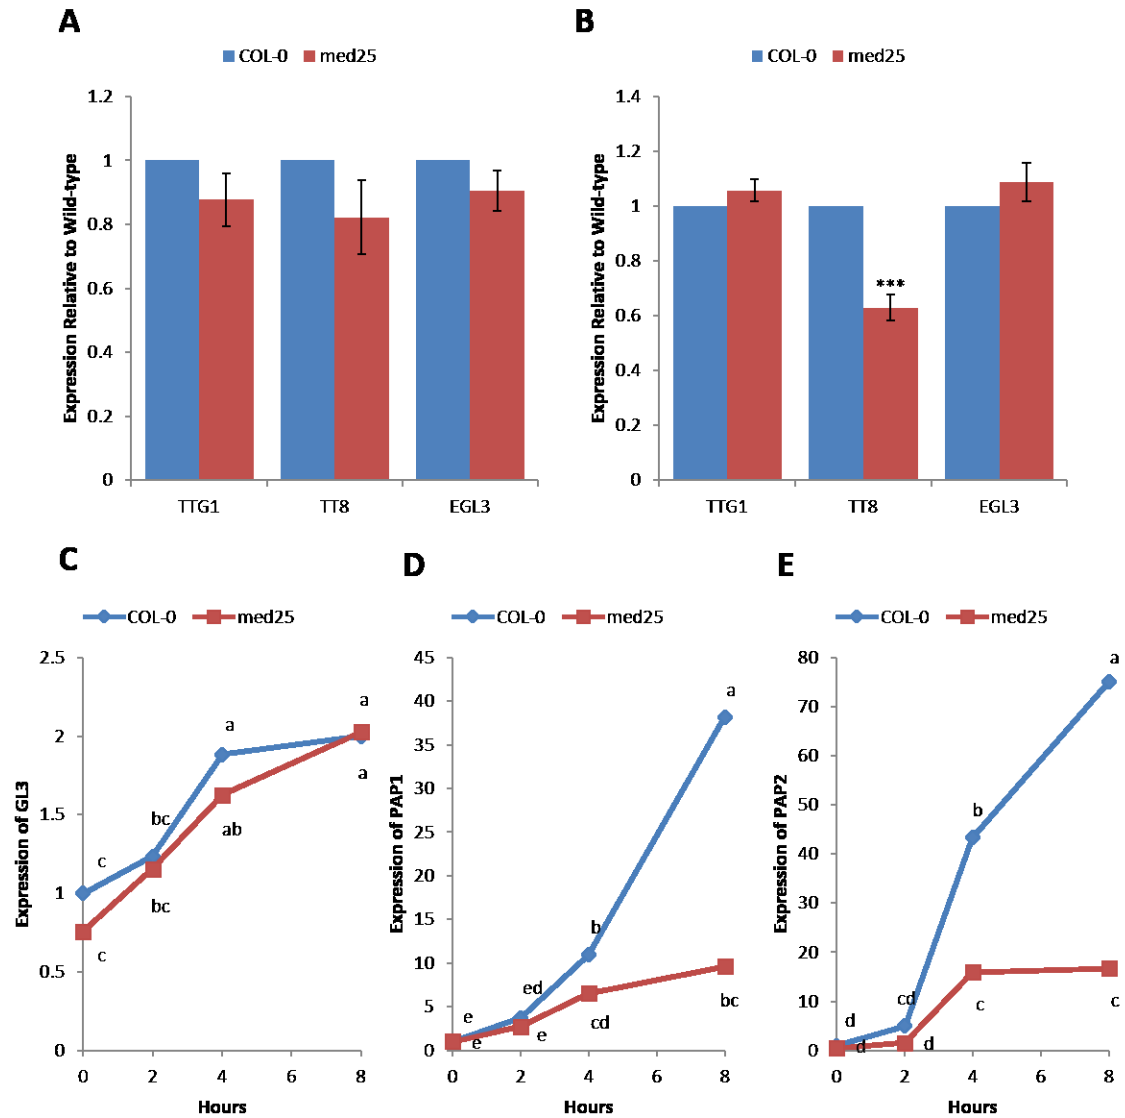 A
COL-0 med25
Expression Relative to Wild-type
1.2
1
0.8
0.6
0.4
0.2
0
TTG1 TT8 EGL3
B
COL-0 med25
Expression Relative to Wild-type
1.4
1.2
1
0.8
0.6
0.4
0.2
0
***
TTG1 TT8 EGL3
C
COL-0 med25
Expression of GL3
2.5
2
1.5
1
0.5
0
a
a
a
bc
ab
c
bc
c
0 2 4 6 8
Hours
D
COL-0 med25
Expression of PAP1
45
40
35
30
25
20
15
10
5
0
a
b
ed
bc
e
cd
e
e
0 2 4 6 8
Hours
E
COL-0 med25
Expression of PAP2
80
70
60
50
40
30
20
10
0
a
b
cd
c
c
d
d
d
0 2 4 6 8
Hours